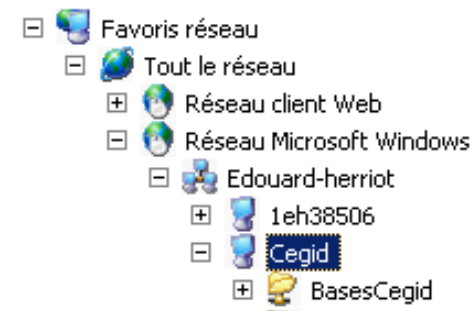 Favoris réseau
Tout le réseau
Réseau client Web
Réseau Microsoft Windows
Edouard-herriot
1eh38506
Cegid
BasesCegid